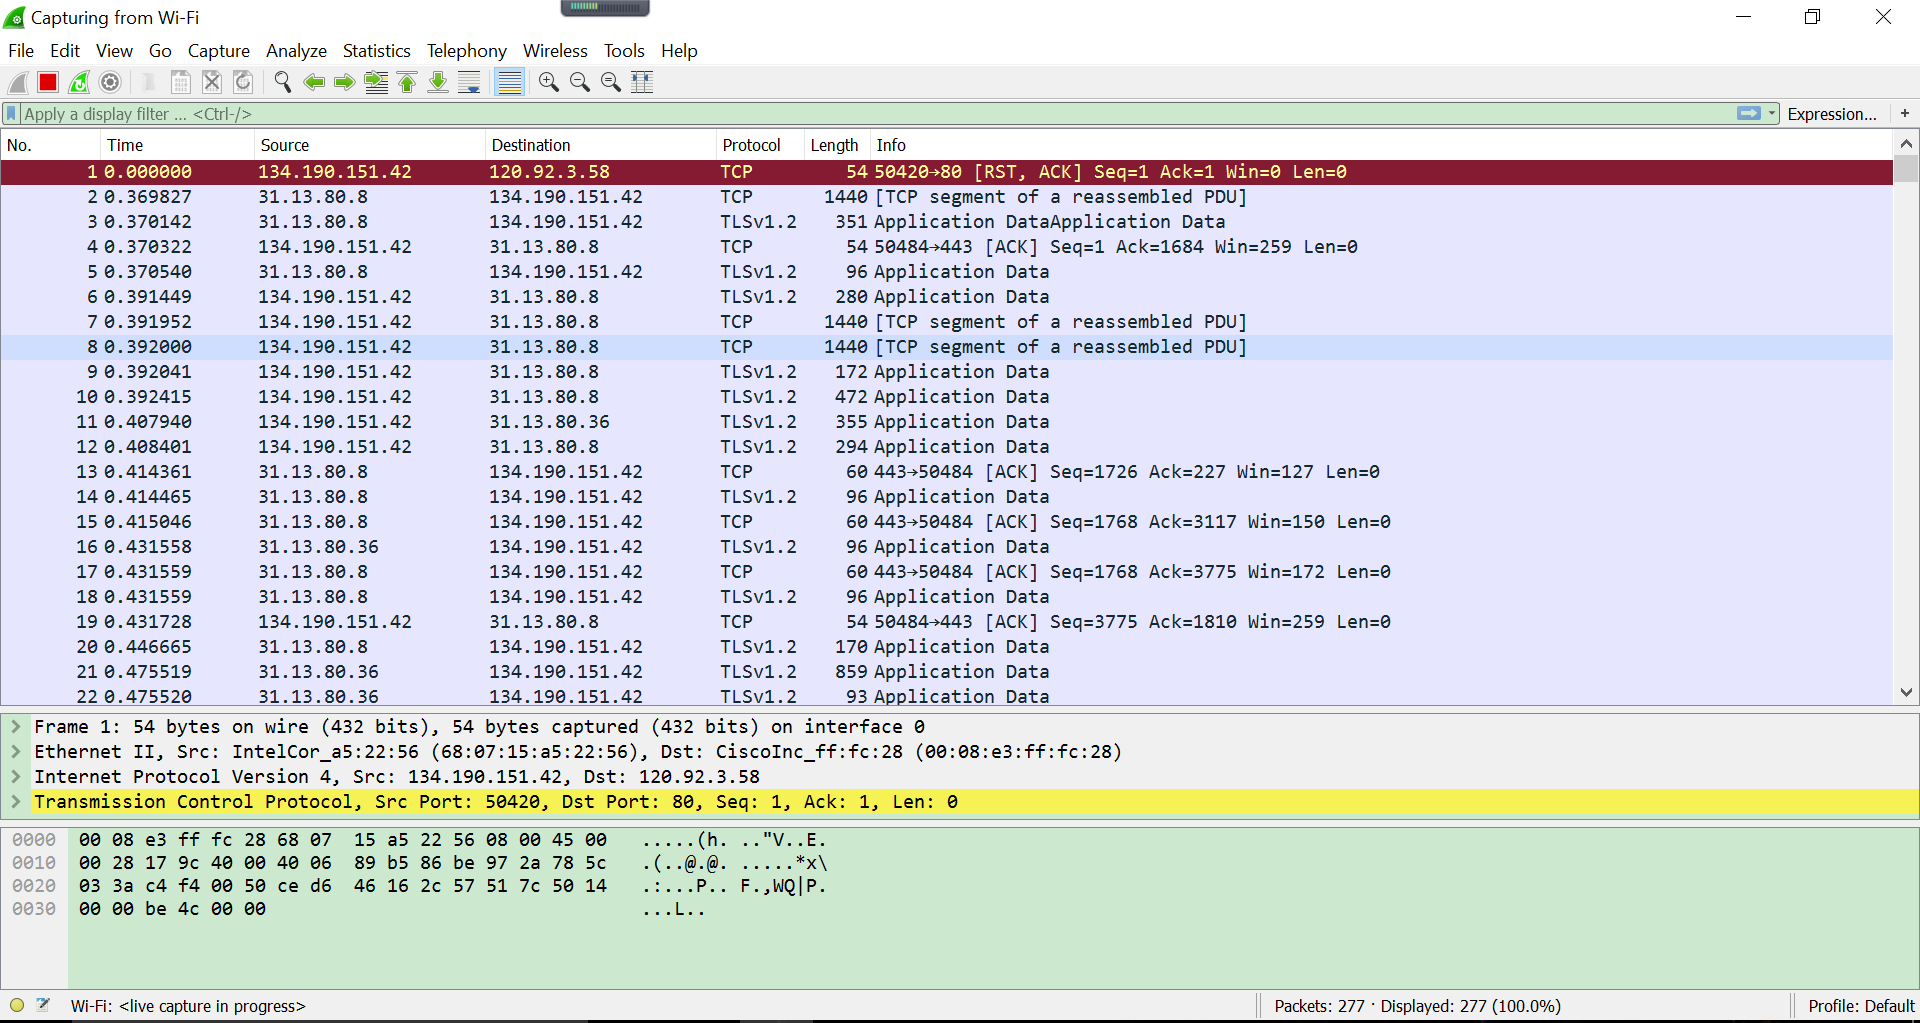 Capturing from Wi-Fi
File Edit View Go Capture Analyze Statistics Telephony Wireless Tools Help
Apply a display filter ... <Ctrl-/> Expression... +
No. Time Source Destination Protocol Length Info
1 0.000000 134.190.151.42 120.92.3.58 TCP 54 50420→80 [RST, ACK] Seq=1 Ack=1 Win=0 Len=0
2 0.369827 31.13.80.8 134.190.151.42 TCP 1440 [TCP segment of a reassembled PDU]
3 0.370142 31.13.80.8 134.190.151.42 TLSv1.2 351 Application DataApplication Data
4 0.370322 134.190.151.42 31.13.80.8 TCP 54 50484→443 [ACK] Seq=1 Ack=1684 Win=259 Len=0
5 0.370540 31.13.80.8 134.190.151.42 TLSv1.2 96 Application Data
6 0.391449 134.190.151.42 31.13.80.8 TLSv1.2 280 Application Data
7 0.391952 134.190.151.42 31.13.80.8 TCP 1440 [TCP segment of a reassembled PDU]
8 0.392000 134.190.151.42 31.13.80.8 TCP 1440 [TCP segment of a reassembled PDU]
9 0.392041 134.190.151.42 31.13.80.8 TLSv1.2 172 Application Data
10 0.392415 134.190.151.42 31.13.80.8 TLSv1.2 472 Application Data
11 0.407940 134.190.151.42 31.13.80.36 TLSv1.2 355 Application Data
12 0.408401 134.190.151.42 31.13.80.8 TLSv1.2 294 Application Data
13 0.414361 31.13.80.8 134.190.151.42 TCP 60 443→50484 [ACK] Seq=1726 Ack=227 Win=127 Len=0
14 0.414465 31.13.80.8 134.190.151.42 TLSv1.2 96 Application Data
15 0.415046 31.13.80.8 134.190.151.42 TCP 60 443→50484 [ACK] Seq=1768 Ack=3117 Win=150 Len=0
16 0.431558 31.13.80.36 134.190.151.42 TLSv1.2 96 Application Data
17 0.431559 31.13.80.8 134.190.151.42 TCP 60 443→50484 [ACK] Seq=1768 Ack=3775 Win=172 Len=0
18 0.431559 31.13.80.8 134.190.151.42 TLSv1.2 96 Application Data
19 0.431728 134.190.151.42 31.13.80.8 TCP 54 50484→443 [ACK] Seq=3775 Ack=1810 Win=259 Len=0
20 0.446665 31.13.80.8 134.190.151.42 TLSv1.2 170 Application Data
21 0.475519 31.13.80.36 134.190.151.42 TLSv1.2 859 Application Data
22 0.475520 31.13.80.36 134.190.151.42 TLSv1.2 93 Application Data
Frame 1: 54 bytes on wire (432 bits), 54 bytes captured (432 bits) on interface 0
Ethernet II, Src: IntelCor_a5:22:56 (68:07:15:a5:22:56), Dst: CiscoInc_ff:fc:28 (00:08:e3:ff:fc:28)
Internet Protocol Version 4, Src: 134.190.151.42, Dst: 120.92.3.58
Transmission Control Protocol, Src Port: 50420, Dst Port: 80, Seq: 1, Ack: 1, Len: 0
0000 00 08 e3 ff fc 28 68 07 15 a5 22 56 08 00 45 00 .....(h. .."V..E.
0010 00 28 17 9c 40 00 40 06 89 b5 86 be 97 2a 78 5c .(..@.@. .....*x\
0020 03 3a c4 f4 00 50 ce d6 46 16 2c 57 51 7c 50 14 .:...P.. F.,WQ|P.
0030 00 00 be 4c 00 00 ...L..
Wi-Fi: <live capture in progress> Packets: 277 · Displayed: 277 (100.0%) Profile: Default